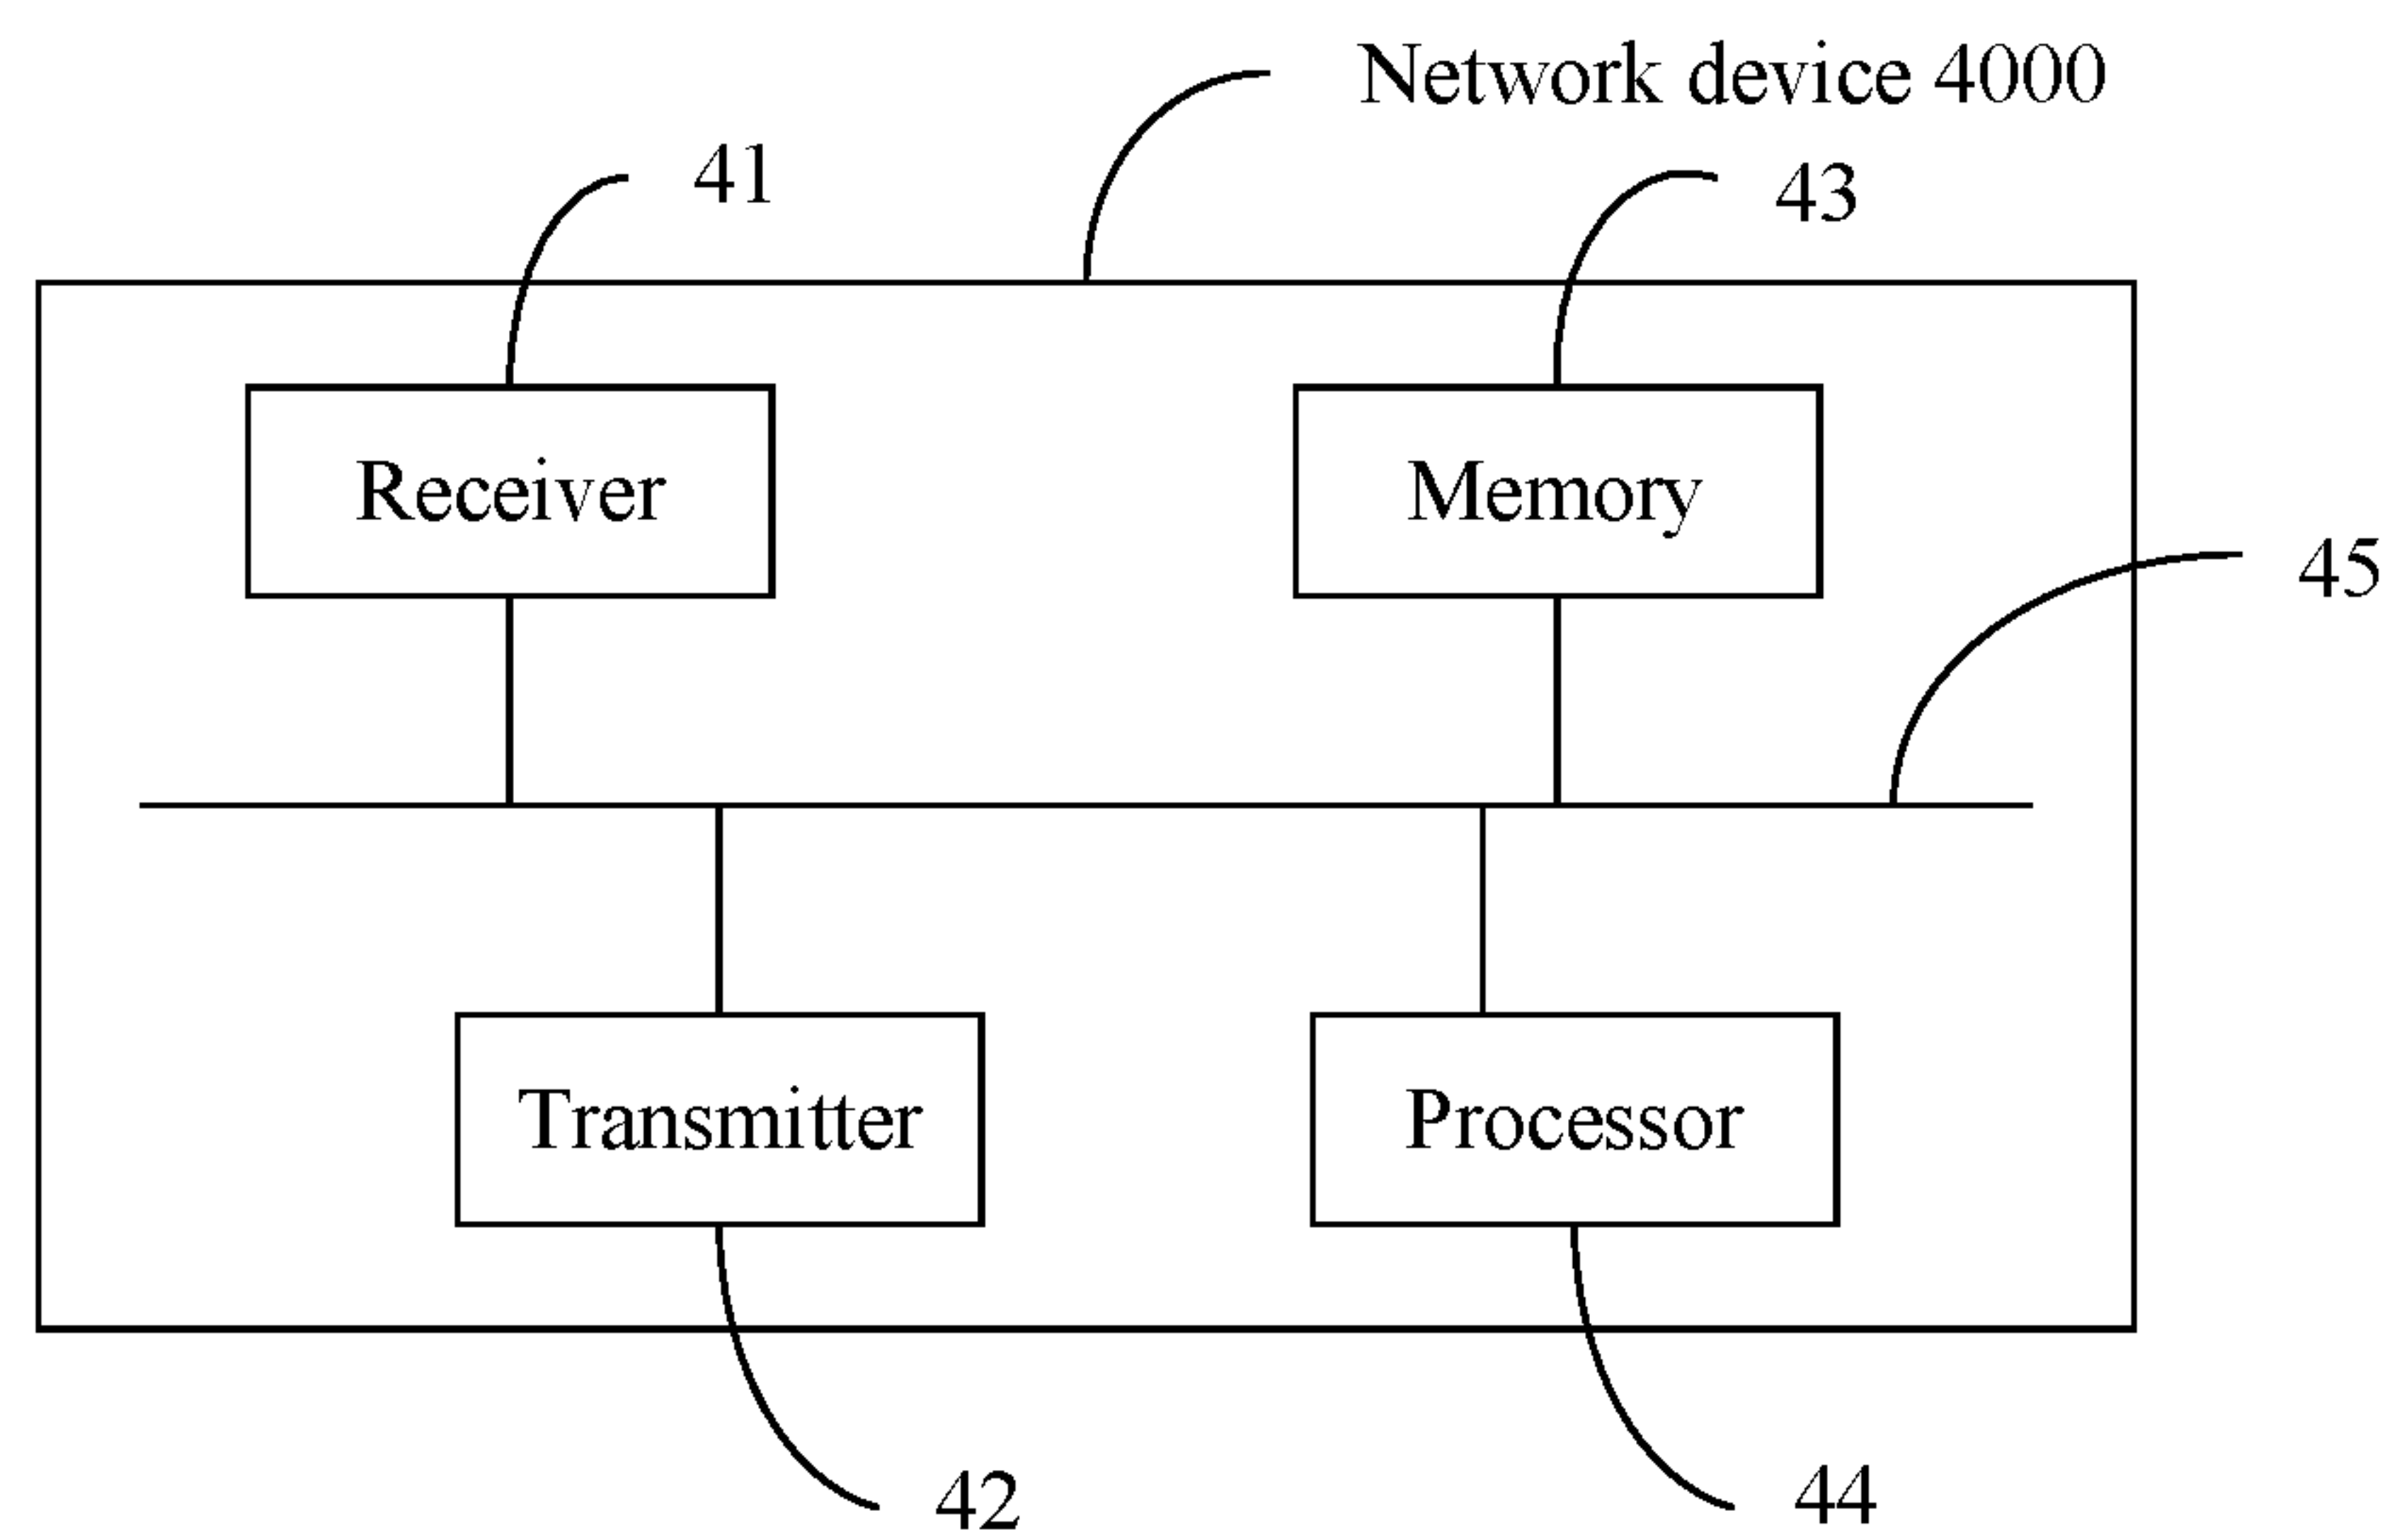 Network device 4000
41
43
Receiver
Memory
45
Transmitter
Processor
42
44